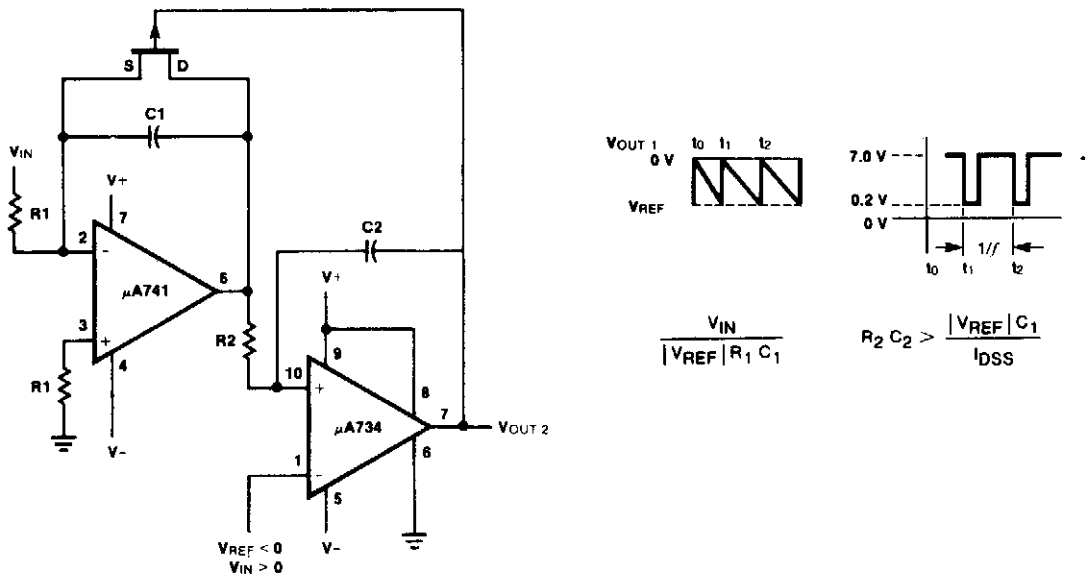 S D
C1
VIN
R1
V+
7
2
-
μA741
6
3
+
4
R1
V-
R2
C2
V+
9
10
+
8
μA734
7
VOUT 2
1
-
6
5
VREF < 0
VIN > 0
V-
VOUT 1 t0 t1 t2
0 V
VREF
7.0 V
0.2 V
0 V
1/f
t0 t1 t2
VIN
|VREF| R1 C1
R2 C2 > |VREF| C1
IDSS